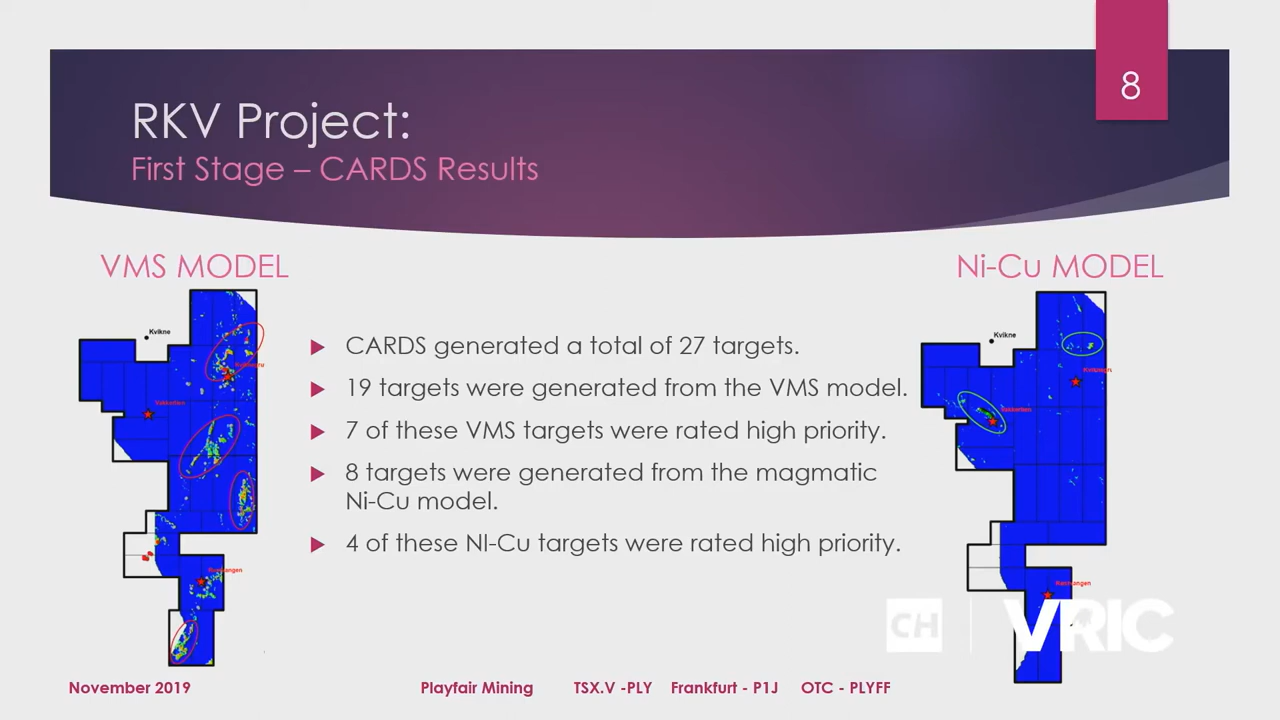 8
RKV Project:
First Stage – CARDS Results
VMS MODEL
Ni-Cu MODEL
Kvikne
Vakkerlien
CARDS generated a total of 27 targets.
19 targets were generated from the VMS model.
7 of these VMS targets were rated high priority.
8 targets were generated from the magmatic
Ni-Cu model.
4 of these NI-Cu targets were rated high priority.
Kvikne
CH
VRIC
November 2019
Playfair Mining TSX.V -PLY Frankfurt - P1J OTC - PLYFF